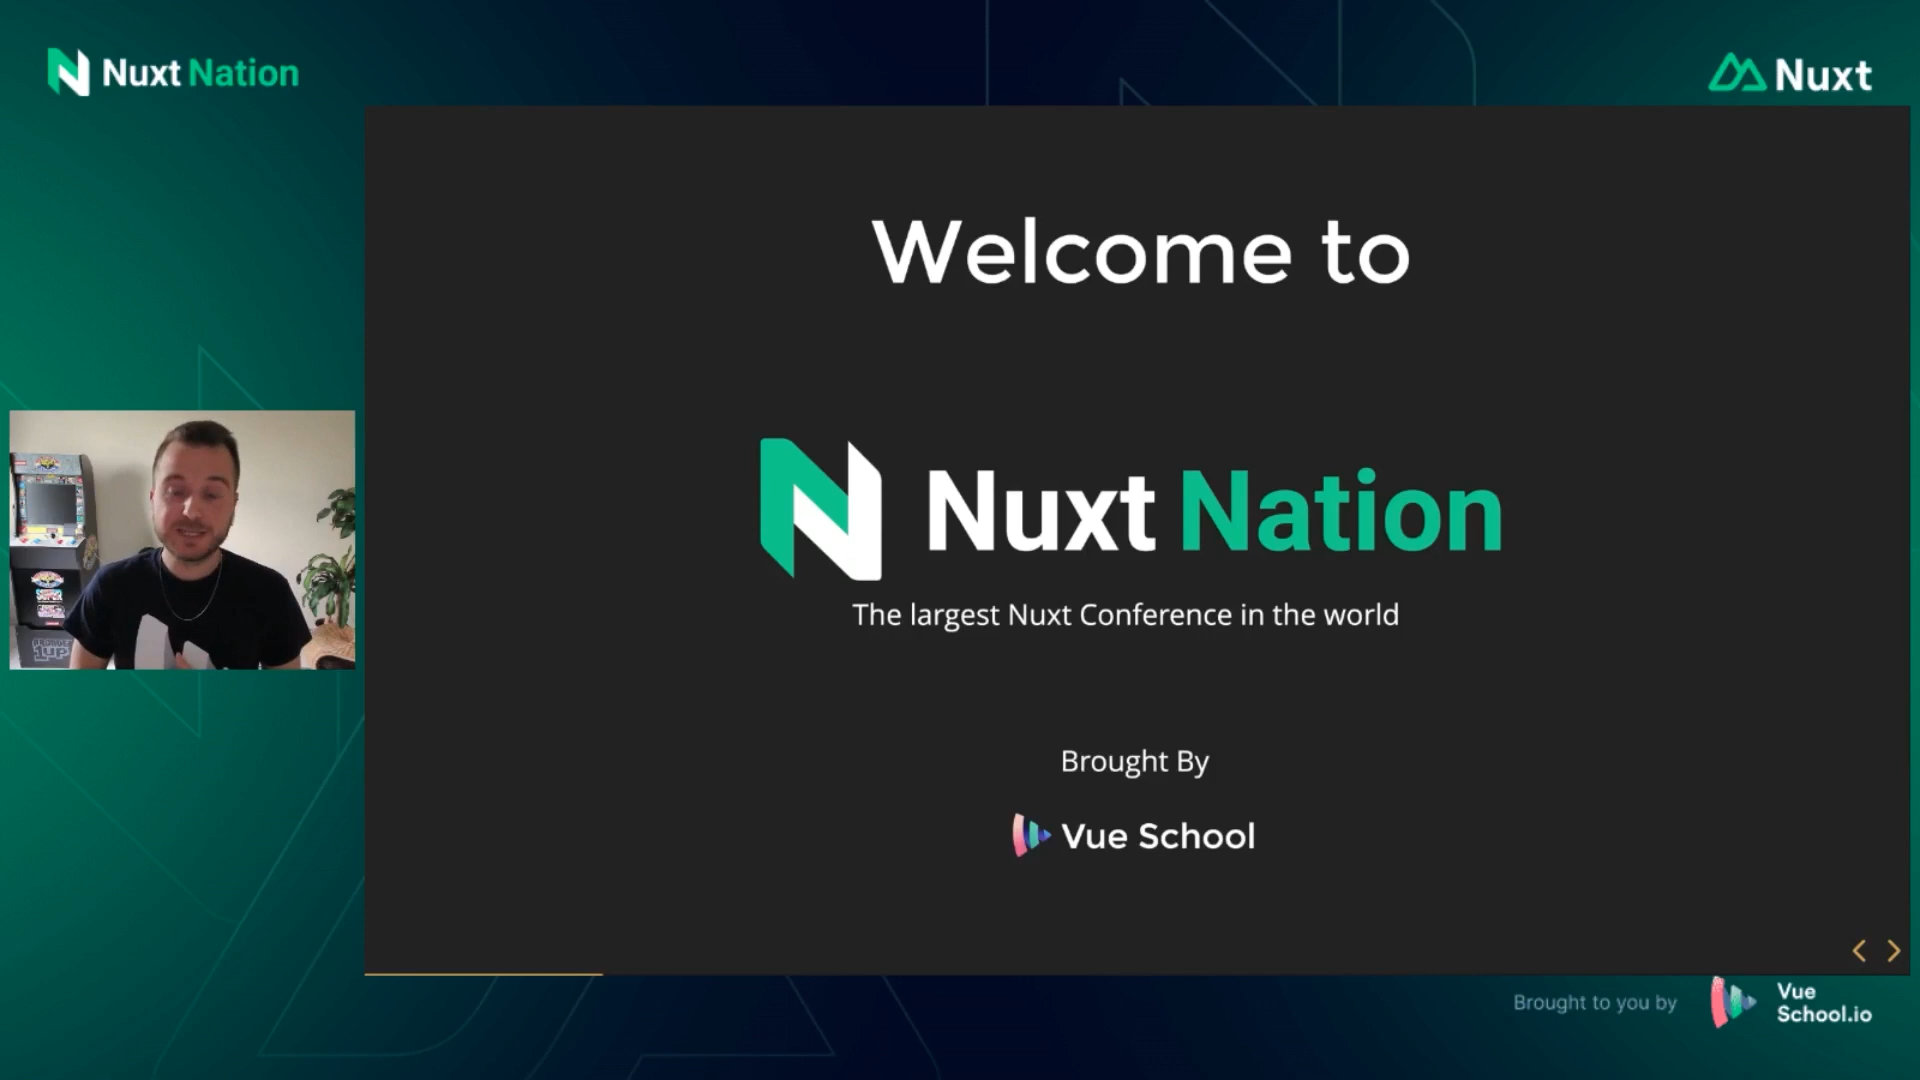 Nuxt Nation
Nuxt
Welcome to
Nuxt Nation
The largest Nuxt Conference in the world
Brought By
Vue School
1UP
Brought to you by
Vue
School.io